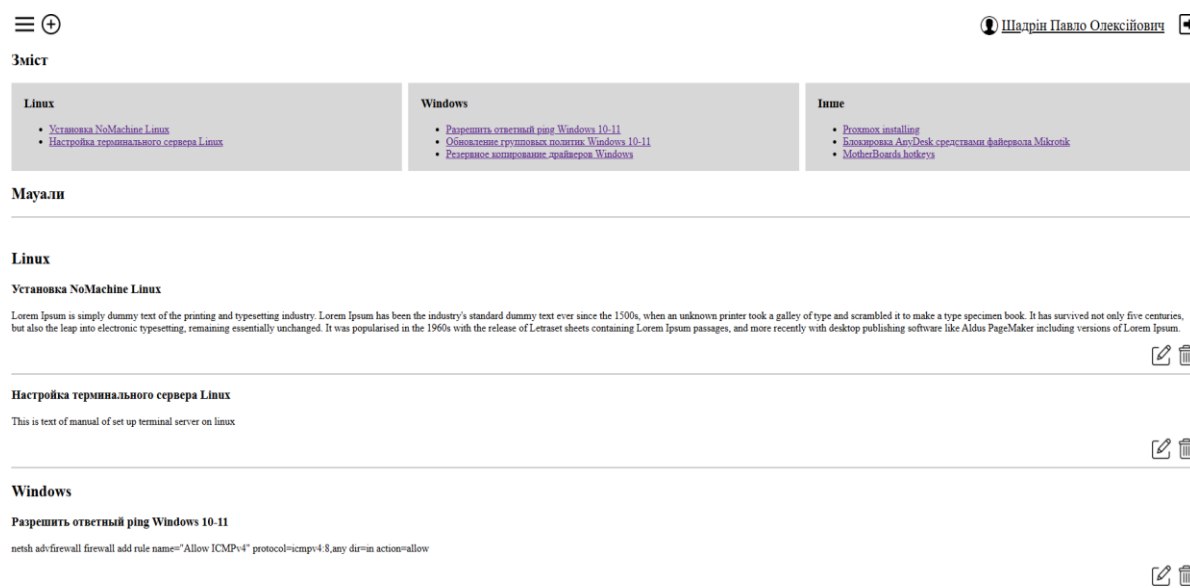 Шадрін Павло Олексійович
Зміст
Linux
Установка NoMachine Linux
Настройка терминального сервера Linux
Windows
Разрешить ответный ping Windows 10-11
Обновление групповых политик Windows 10-11
Резервное копирование драйверов Windows
Інше
Proxmox installing
Блокировка AnyDesk средствами файервола Mikrotik
MotherBoards hotkeys
Мауали
Linux
Установка NoMachine Linux
Lorem Ipsum is simply dummy text of the printing and typesetting industry. Lorem Ipsum has been the industry's standard dummy text ever since the 1500s, when an unknown printer took a galley of type and scrambled it to make a type specimen book. It has survived not only five centuries,
but also the leap into electronic typesetting, remaining essentially unchanged. It was popularised in the 1960s with the release of Letraset sheets containing Lorem Ipsum passages, and more recently with desktop publishing software like Aldus PageMaker including versions of Lorem Ipsum.
Настройка терминального сервера Linux
This is text of manual of set up terminal server on linux
Windows
Разрешить ответный ping Windows 10-11
netsh advfirewall firewall add rule name="Allow ICMPv4" protocol=icmpv4:8,any dir=in action=allow